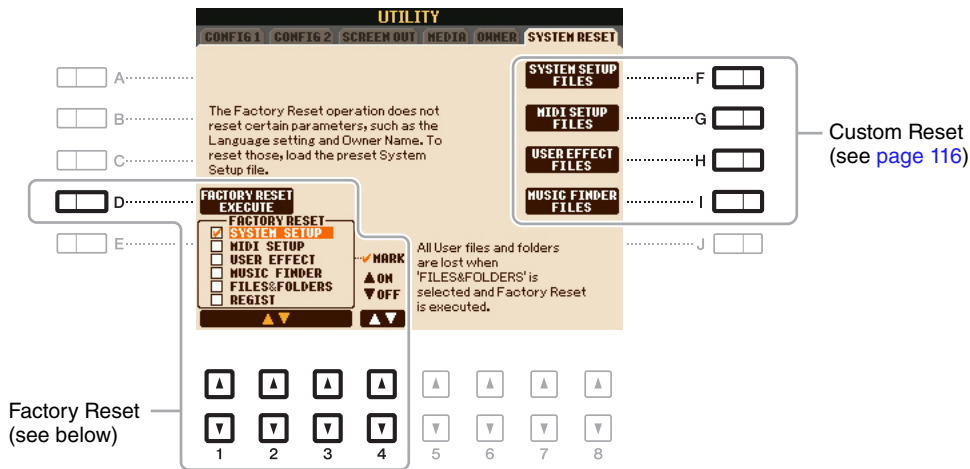 UTILITY
CONFIG 1 CONFIG 2 SCREEN OUT MEDIA OWNER SYSTEM RESET
A
B
C
D
E
The Factory Reset operation does not
reset certain parameters, such as the
Language setting and Owner Name. To
reset those, load the preset System
Setup file.
SYSTEM SETUP
FILES
F
MIDI SETUP
FILES
G
USER EFFECT
FILES
H
MUSIC FINDER
FILES
I
J
Custom Reset
(see page 116)
FACTORY RESET
EXECUTE
FACTORY RESET
SYSTEM SETUP
MIDI SETUP
USER EFFECT
MUSIC FINDER
FILES&FOLDERS
REGIST
MARK
▲ON
▼OFF
All User files and folders
are lost when
'FILES&FOLDERS' is
selected and Factory Reset
is executed.
Factory Reset
(see below)
1 2 3 4 5 6 7 8